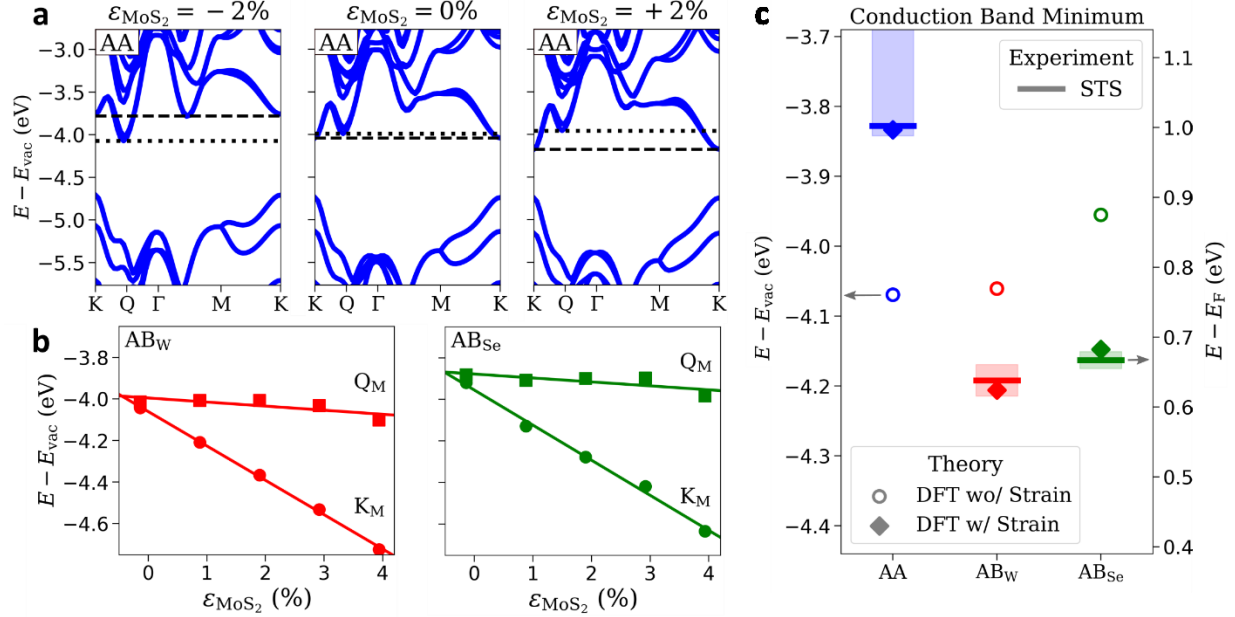 a
ε_MoS₂ = −2%
ε_MoS₂ = 0%
ε_MoS₂ = +2%
AA
AA
AA
E − E_vac (eV)
−3.0
−3.5
−4.0
−4.5
−5.0
−5.5
K Q Γ M K
K Q Γ M K
K Q Γ M K
b
AB_W
Q_M
K_M
E − E_vac (eV)
−3.8
−4.0
−4.2
−4.4
−4.6
0 1 2 3 4
ε_MoS₂ (%)
AB_Se
Q_M
K_M
0 1 2 3 4
ε_MoS₂ (%)
c
Conduction Band Minimum
Experiment
STS
E − E_vac (eV)
−3.7
−3.8
−3.9
−4.0
−4.1
−4.2
−4.3
−4.4
E − E_F (eV)
1.1
1.0
0.9
0.8
0.7
0.6
0.5
0.4
Theory
DFT wo/ Strain
DFT w/ Strain
AA AB_W AB_Se